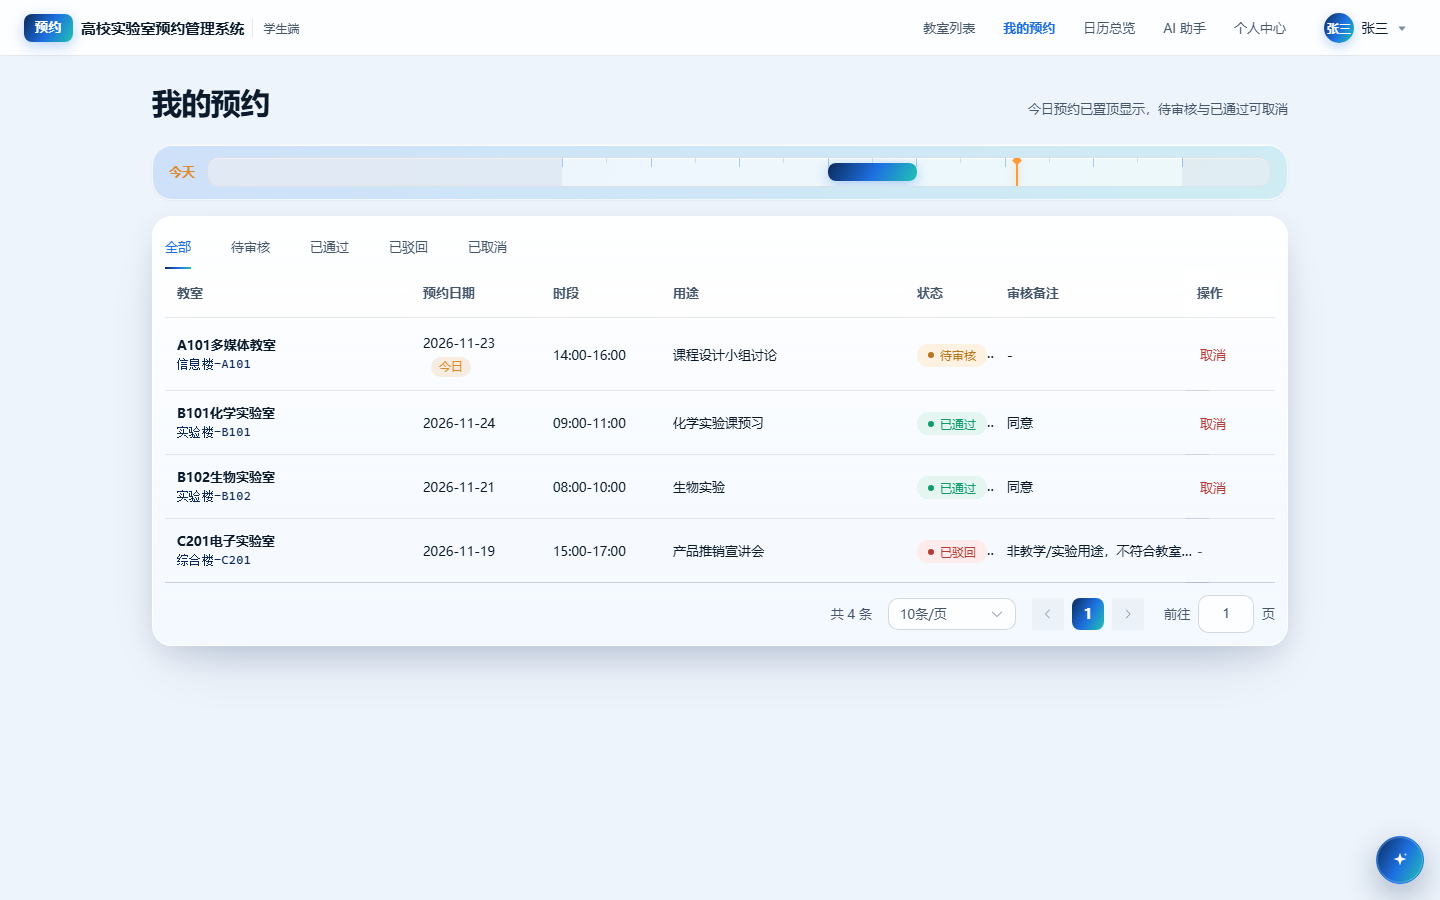 预约 高校实验室预约管理系统 学生端 教室列表 我的预约 日历总览 AI 助手 个人中心 张三 张三
我的预约
今日预约已置顶显示，待审核与已通过可取消
今天
全部 待审核 已通过 已驳回 已取消
教室 预约日期 时段 用途 状态 审核备注 操作
A101多媒体教室
信息楼-A101
2026-11-23
今日
14:00-16:00 课程设计小组讨论 待审核 .. - 取消
B101化学实验室
实验楼-B101
2026-11-24 09:00-11:00 化学实验课预习 已通过 .. 同意 取消
B102生物实验室
实验楼-B102
2026-11-21 08:00-10:00 生物实验 已通过 .. 同意 取消
C201电子实验室
综合楼-C201
2026-11-19 15:00-17:00 产品推销宣讲会 已驳回 .. 非教学/实验用途，不符合教室... -
共 4 条 10条/页 1 前往 1 页